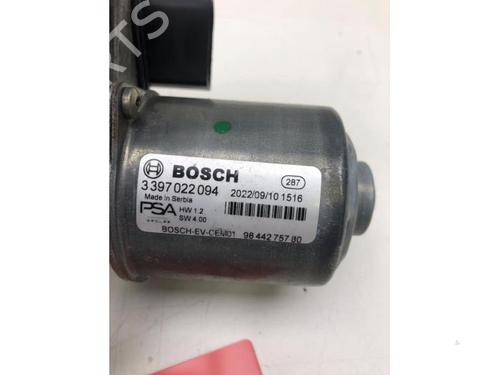 PARTS
BOSCH
287
3 397 022 094
2022/09/10 1516
Made in Serbia
PSA
HW 1.2
SW 4.00
BOSCH-EV-CEM01
98 442 757 80